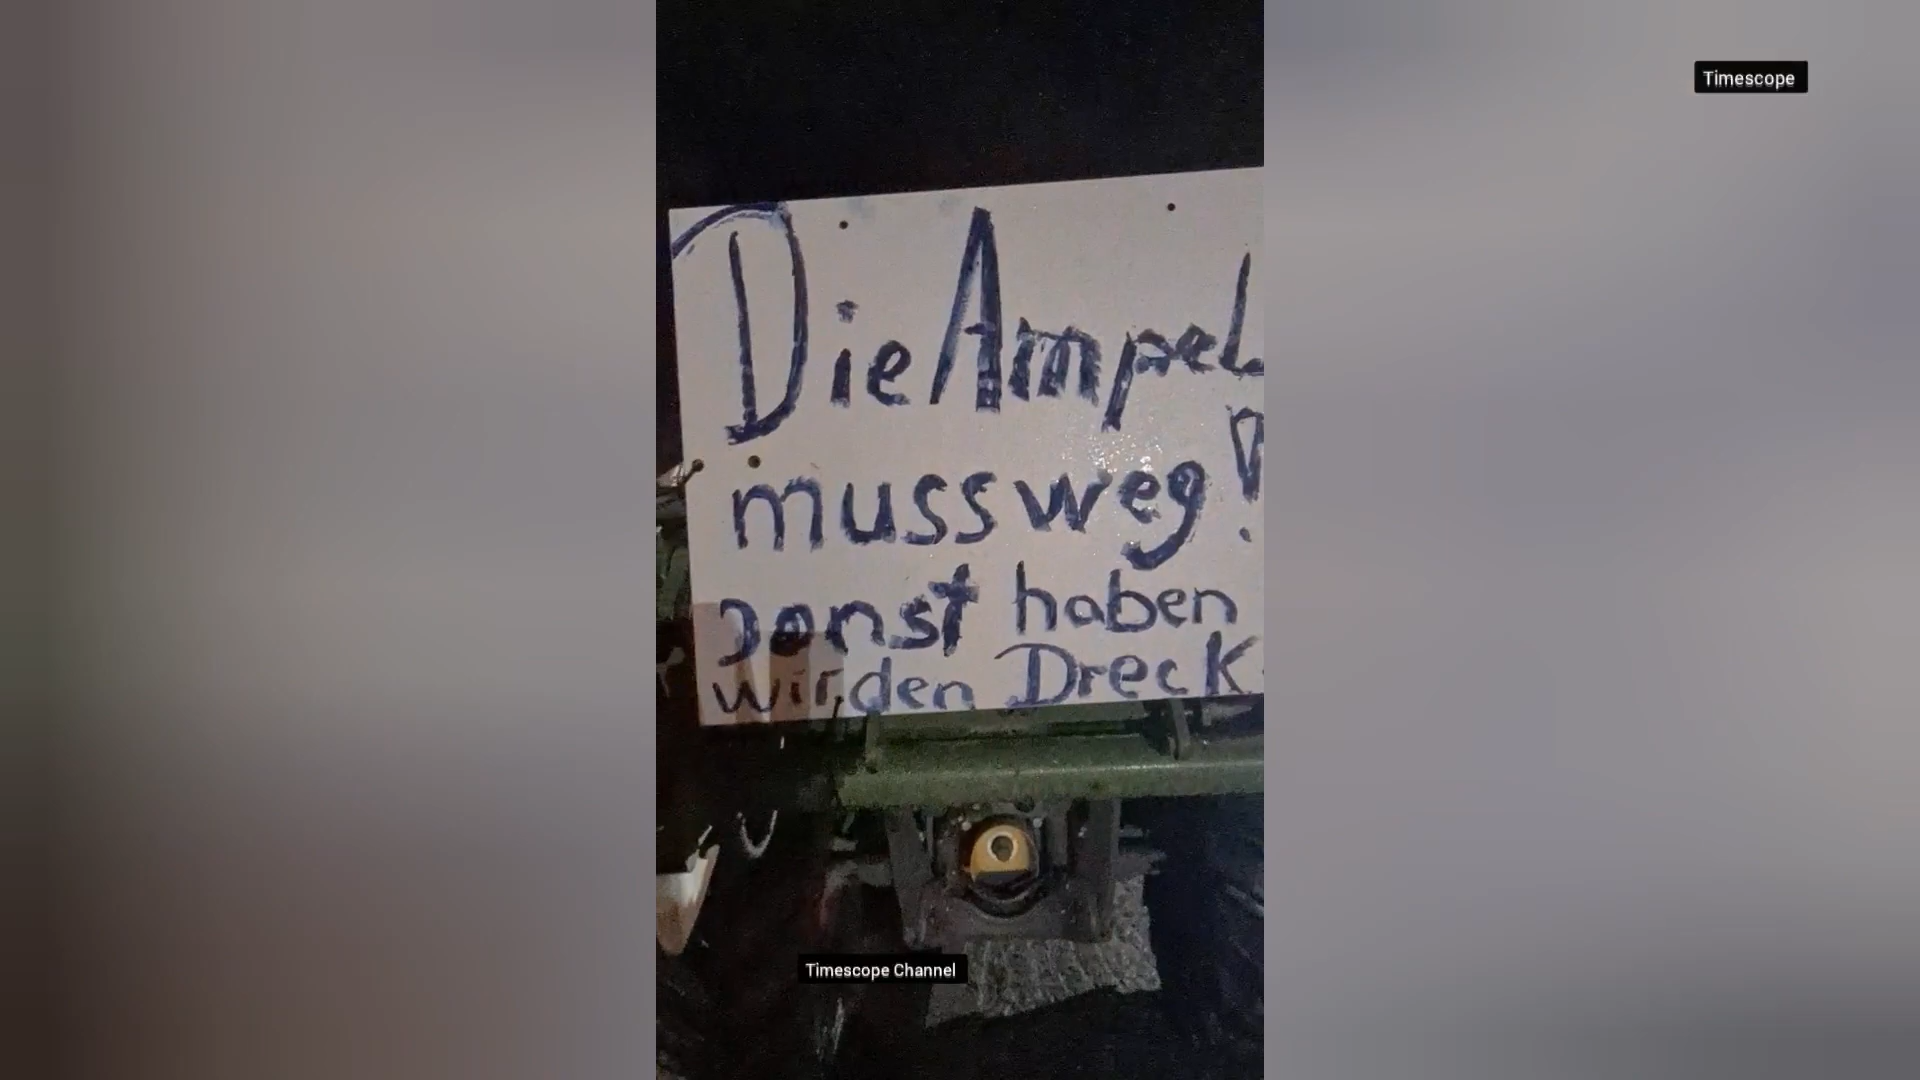 Timescope
Die Ampel
muss weg!
sonst haben
wir den Dreck
Timescope Channel